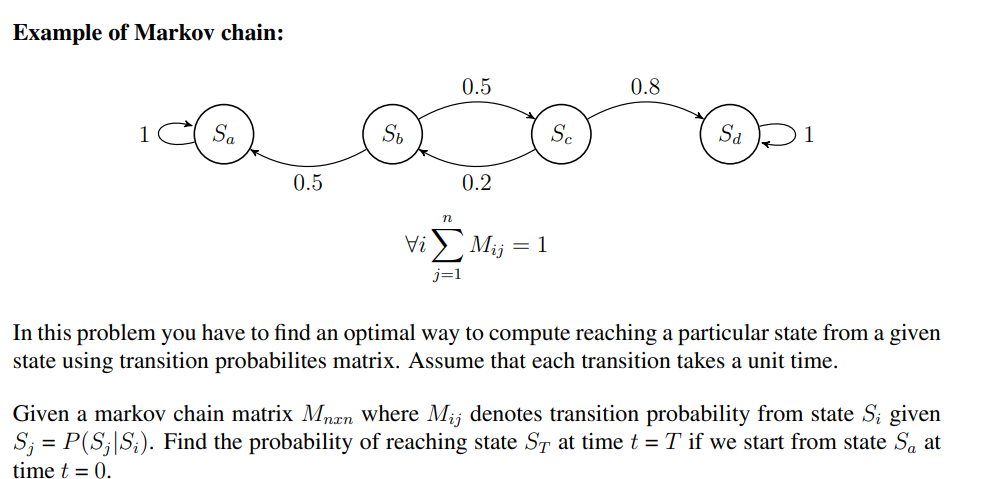 Example of Markov chain:
0.5 0.8
1 Sₐ S_b S_c S_d 1
0.5 0.2
n
∀i ∑ M_{ij} = 1
j=1
In this problem you have to find an optimal way to compute reaching a particular state from a given
state using transition probabilites matrix. Assume that each transition takes a unit time.
Given a markov chain matrix M_{nxn} where M_{ij} denotes transition probability from state S_i given
S_j = P(S_j|S_i). Find the probability of reaching state S_T at time t = T if we start from state S_a at
time t = 0.